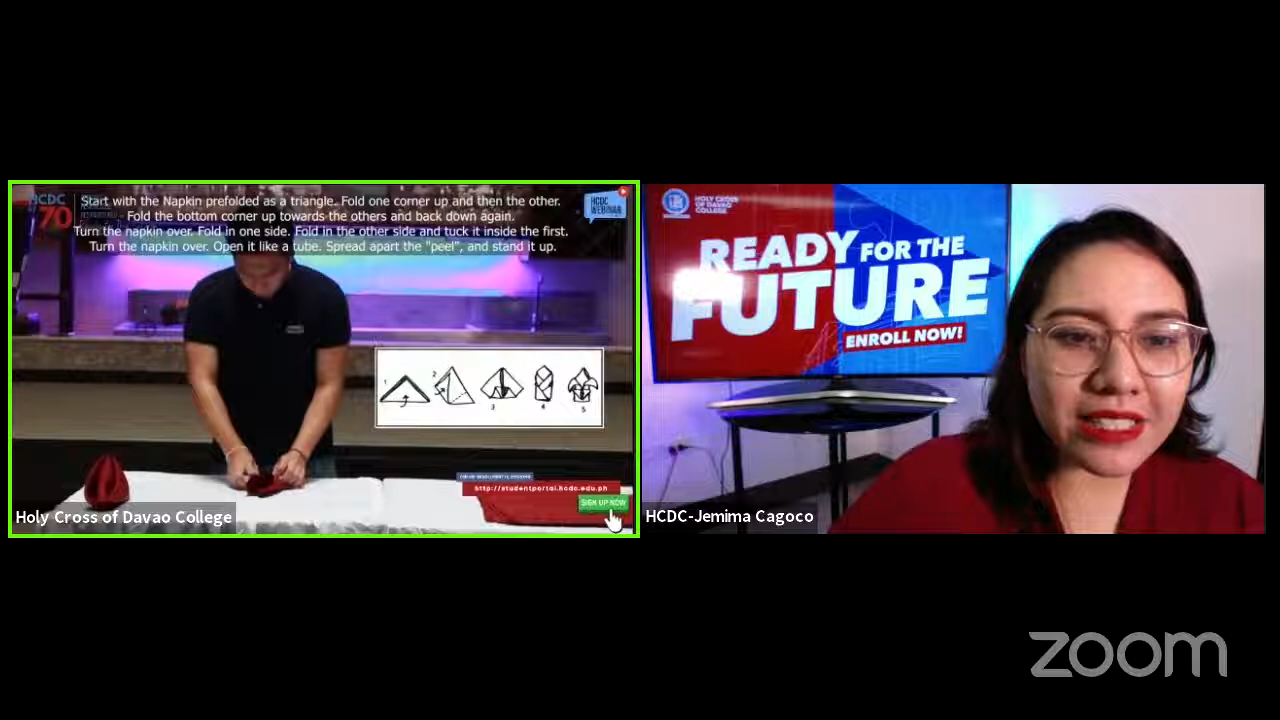 HCDC
70
Start with the Napkin prefolded as a triangle. Fold one corner up and then the other.
Fold the bottom corner up towards the others and back down again.
Turn the napkin over. Fold in one side. Fold in the other side and tuck it inside the first.
Turn the napkin over. Open it like a tube. Spread apart the "peel", and stand it up.
HCDC
WEBINAR
1
2
3
4
5
http://studentportal.hcdc.edu.ph
SIGN UP NOW
Holy Cross of Davao College
HOLY CROSS
OF DAVAO
COLLEGE
READY FOR THE
FUTURE
ENROLL NOW!
HCDC-Jemima Cagoco
zoom